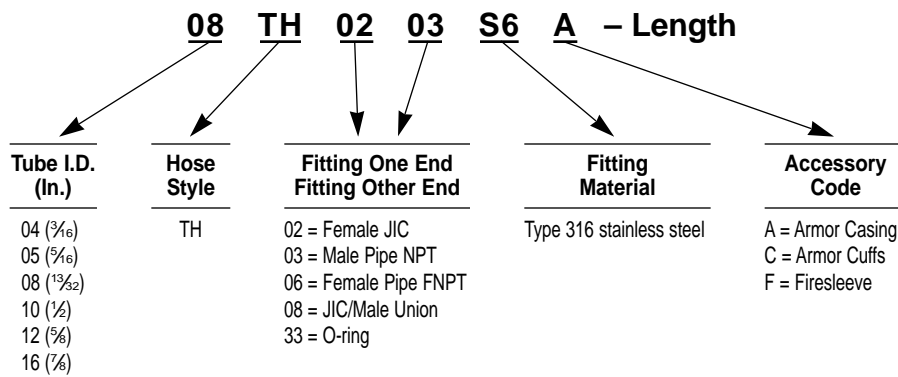 08 TH 02 03 S6 A – Length
Tube I.D.
(In.)
04 (3⁄16)
05 (5⁄16)
08 (13⁄32)
10 (1⁄2)
12 (5⁄8)
16 (7⁄8)
Hose
Style
TH
Fitting One End
Fitting Other End
02 = Female JIC
03 = Male Pipe NPT
06 = Female Pipe FNPT
08 = JIC/Male Union
33 = O-ring
Fitting
Material
Type 316 stainless steel
Accessory
Code
A = Armor Casing
C = Armor Cuffs
F = Firesleeve